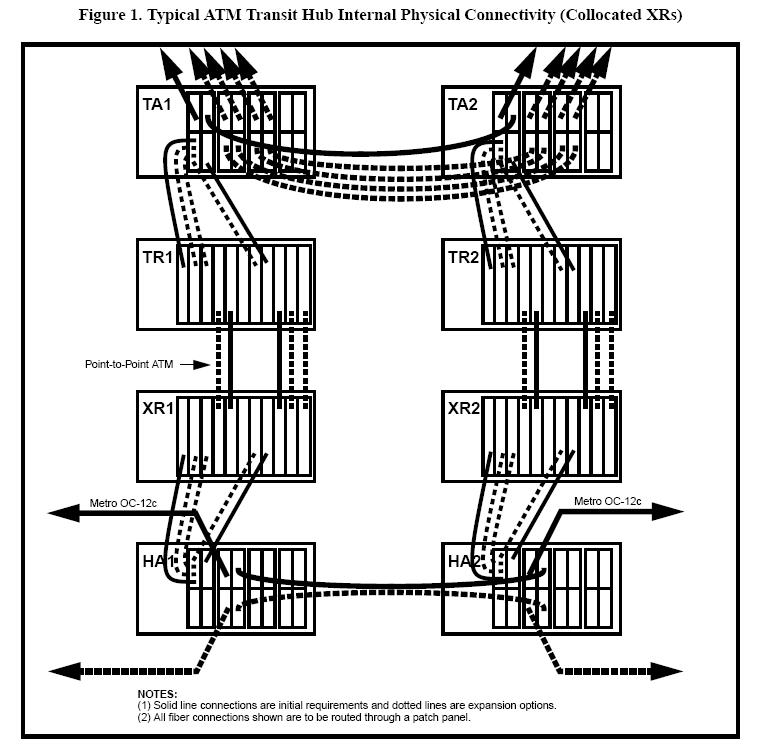 Figure 1. Typical ATM Transit Hub Internal Physical Connectivity (Collocated XRs)
TA1
TA2
TR1
TR2
Point-to-Point ATM
XR1
XR2
Metro OC-12c
Metro OC-12c
HA1
HA2
NOTES:
(1) Solid line connections are initial requirements and dotted lines are expansion options.
(2) All fiber connections shown are to be routed through a patch panel.